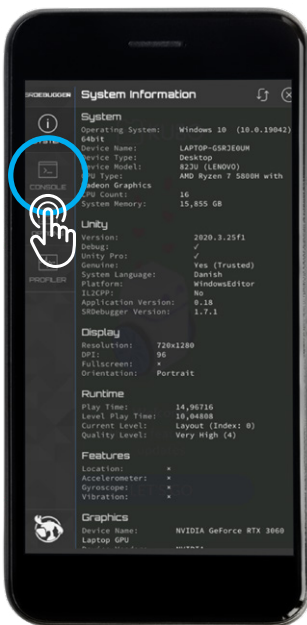 SRDEBUGGER
System Information
SYSTEM
CONSOLE
PROFILER
System
Operating System: Windows 10 (10.0.19042)
64bit
Device Name: LAPTOP-GSRJE0UM
Device Type: Desktop
Device Model: 82JU (LENOVO)
CPU Type: AMD Ryzen 7 5800H with
Radeon Graphics
CPU Count: 16
System Memory: 15,855 GB
Unity
Version: 2020.3.25f1
Debug: ✓
Unity Pro: ✓
Genuine: Yes (Trusted)
System Language: Danish
Platform: WindowsEditor
IL2CPP: No
Application Version: 0.18
SRDebugger Version: 1.7.1
Display
Resolution: 720x1280
DPI: 96
Fullscreen: ×
Orientation: Portrait
Runtime
Play Time: 14,96716
Level Play Time: 10,04808
Current Level: Layout (Index: 0)
Quality Level: Very High (4)
Features
Location: ×
Accelerometer: ×
Gyroscope: ×
Vibration: ×
Graphics
Device Name: NVIDIA GeForce RTX 3060
Laptop GPU